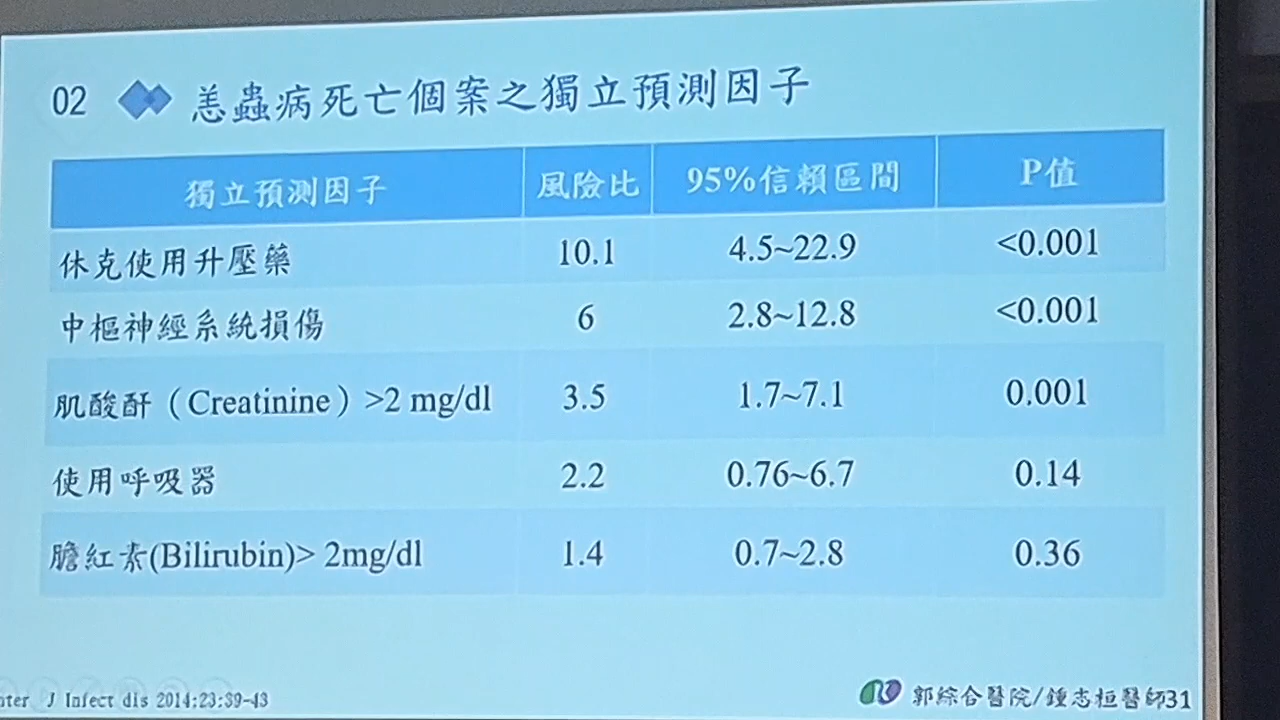 02 恙蟲病死亡個案之獨立預測因子
獨立預測因子 風險比 95%信賴區間 P值
休克使用升壓藥 10.1 4.5~22.9 <0.001
中樞神經系統損傷 6 2.8~12.8 <0.001
肌酸酐（Creatinine）>2 mg/dl 3.5 1.7~7.1 0.001
使用呼吸器 2.2 0.76~6.7 0.14
膽紅素(Bilirubin)> 2mg/dl 1.4 0.7~2.8 0.36
J Infect dis 2014:23:39-43
郭綜合醫院/鍾志桓醫師31